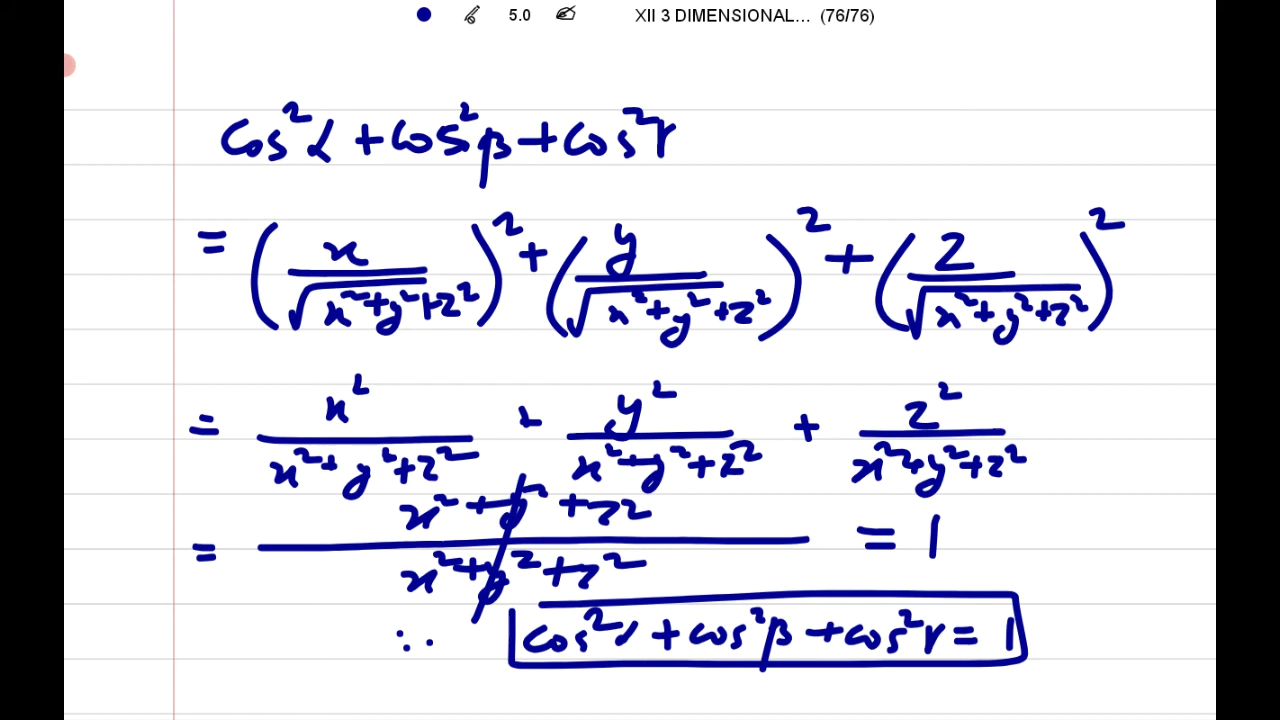 5.0 XII 3 DIMENSIONAL... (76/76)
cos²α + cos²β + cos²γ
= (x/√(x²+y²+z²))² + (y/√(x²+y²+z²))² + (z/√(x²+y²+z²))²
= x²/(x²+y²+z²) + y²/(x²+y²+z²) + z²/(x²+y²+z²)
= (x²+y²+z²)/(x²+y²+z²) = 1
∴ cos²α + cos²β + cos²γ = 1